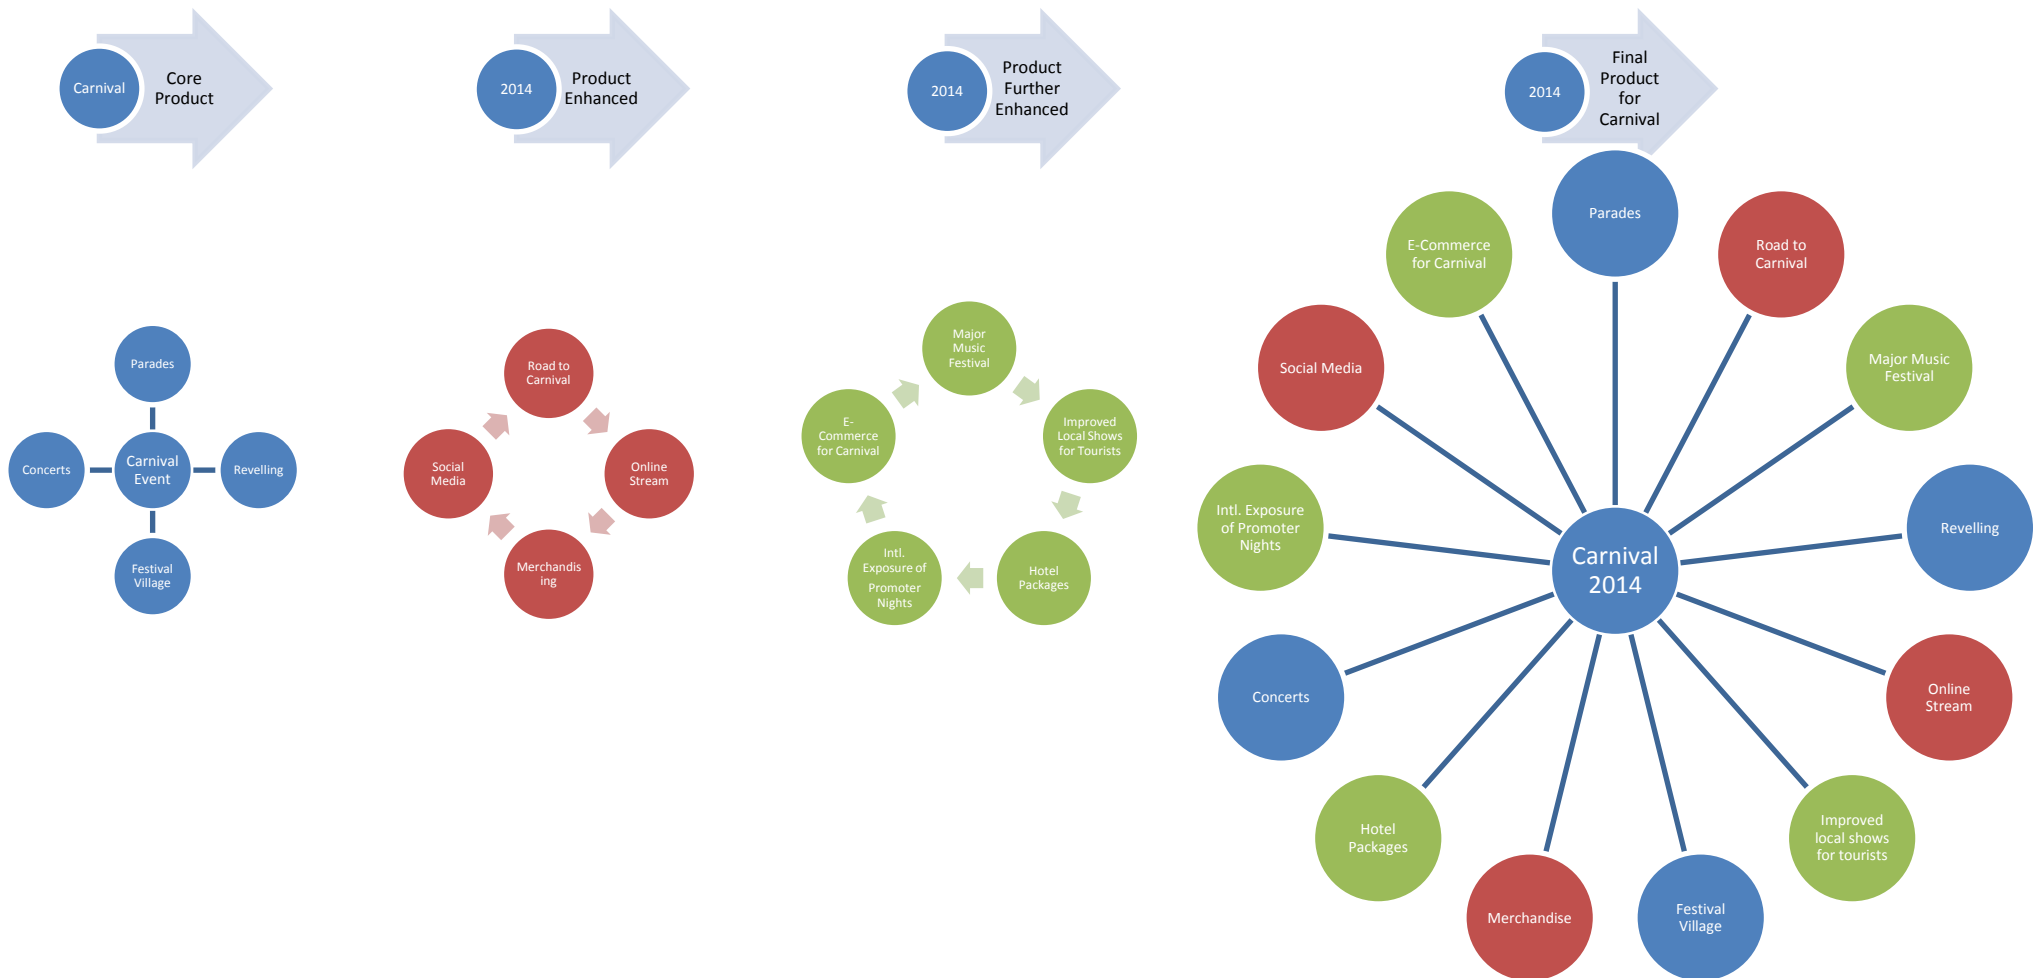 Carnival
Core
Product
2014
Product
Enhanced
2014
Product
Further
Enhanced
2014
Final
Product
for
Carnival
Parades
Concerts
Carnival
Event
Revelling
Festival
Village
Road to
Carnival
Online
Stream
Merchandis
ing
Social
Media
Major
Music
Festival
Improved
Local Shows
for Tourists
Hotel
Packages
Intl.
Exposure of
Promoter
Nights
E-
Commerce
for Carnival
Carnival
2014
Parades
Road to
Carnival
Major Music
Festival
Revelling
Online
Stream
Improved
local shows
for tourists
Festival
Village
Merchandise
Hotel
Packages
Concerts
Intl. Exposure
of Promoter
Nights
Social Media
E-Commerce
for Carnival